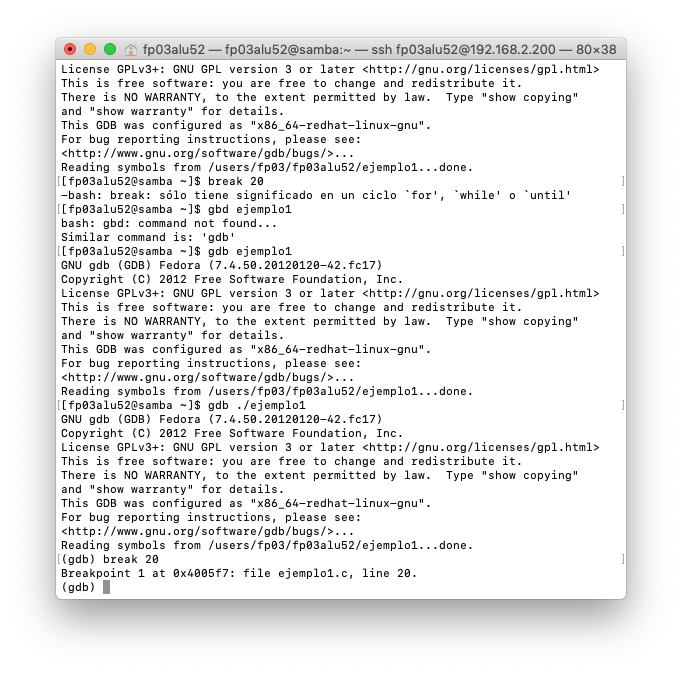 fp03alu52 — fp03alu52@samba:~ — ssh fp03alu52@192.168.2.200 — 80×38
License GPLv3+: GNU GPL version 3 or later <http://gnu.org/licenses/gpl.html>
This is free software: you are free to change and redistribute it.
There is NO WARRANTY, to the extent permitted by law.  Type "show copying"
and "show warranty" for details.
This GDB was configured as "x86_64-redhat-linux-gnu".
For bug reporting instructions, please see:
<http://www.gnu.org/software/gdb/bugs/>...
Reading symbols from /users/fp03/fp03alu52/ejemplo1...done.
[[fp03alu52@samba ~]$ break 20 ]
-bash: break: sólo tiene significado en un ciclo `for', `while' o `until'
[[fp03alu52@samba ~]$ gbd ejemplo1 ]
bash: gbd: command not found...
Similar command is: 'gdb'
[[fp03alu52@samba ~]$ gdb ejemplo1 ]
GNU gdb (GDB) Fedora (7.4.50.20120120-42.fc17)
Copyright (C) 2012 Free Software Foundation, Inc.
License GPLv3+: GNU GPL version 3 or later <http://gnu.org/licenses/gpl.html>
This is free software: you are free to change and redistribute it.
There is NO WARRANTY, to the extent permitted by law.  Type "show copying"
and "show warranty" for details.
This GDB was configured as "x86_64-redhat-linux-gnu".
For bug reporting instructions, please see:
<http://www.gnu.org/software/gdb/bugs/>...
Reading symbols from /users/fp03/fp03alu52/ejemplo1...done.
[[fp03alu52@samba ~]$ gdb ./ejemplo1 ]
GNU gdb (GDB) Fedora (7.4.50.20120120-42.fc17)
Copyright (C) 2012 Free Software Foundation, Inc.
License GPLv3+: GNU GPL version 3 or later <http://gnu.org/licenses/gpl.html>
This is free software: you are free to change and redistribute it.
There is NO WARRANTY, to the extent permitted by law.  Type "show copying"
and "show warranty" for details.
This GDB was configured as "x86_64-redhat-linux-gnu".
For bug reporting instructions, please see:
<http://www.gnu.org/software/gdb/bugs/>...
Reading symbols from /users/fp03/fp03alu52/ejemplo1...done.
[(gdb) break 20 ]
Breakpoint 1 at 0x4005f7: file ejemplo1.c, line 20.
(gdb)